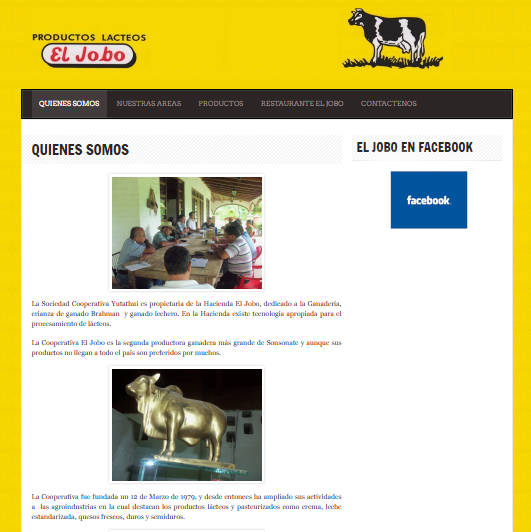 PRODUCTOS LACTEOS
El Jobo
QUIENES SOMOS NUESTRAS AREAS PRODUCTOS RESTAURANTE EL JOBO CONTACTENOS
QUIENES SOMOS
La Sociedad Cooperativa Yutathui es propietaria de la Hacienda El Jobo, dedicado a la Ganadería,
crianza de ganado Brahman y ganado lechero. En la Hacienda existe tecnología apropiada para el
procesamiento de lácteos.
La Cooperativa El Jobo es la segunda productora ganadera más grande de Sonsonate y aunque sus
productos no llegan a todo el país son preferidos por muchos.
La Cooperativa fue fundada un 12 de Marzo de 1979, y desde entonces ha ampliado sus actividades
a las agroindustrias en la cual destacan los productos lácteos y pasteurizados como crema, leche
estandarizada, quesos frescos, duros y semiduros.
EL JOBO EN FACEBOOK
facebook.